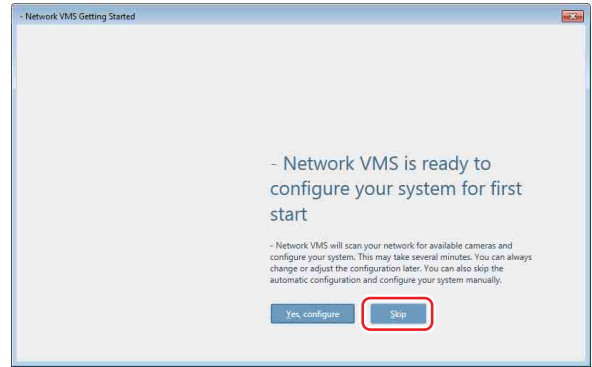 - Network VMS Getting Started
- Network VMS is ready to
configure your system for first
start
- Network VMS will scan your network for available cameras and
configure your system. This may take several minutes. You can always
change or adjust the configuration later. You can also skip the
automatic configuration and configure your system manually.
Yes, configure
Skip